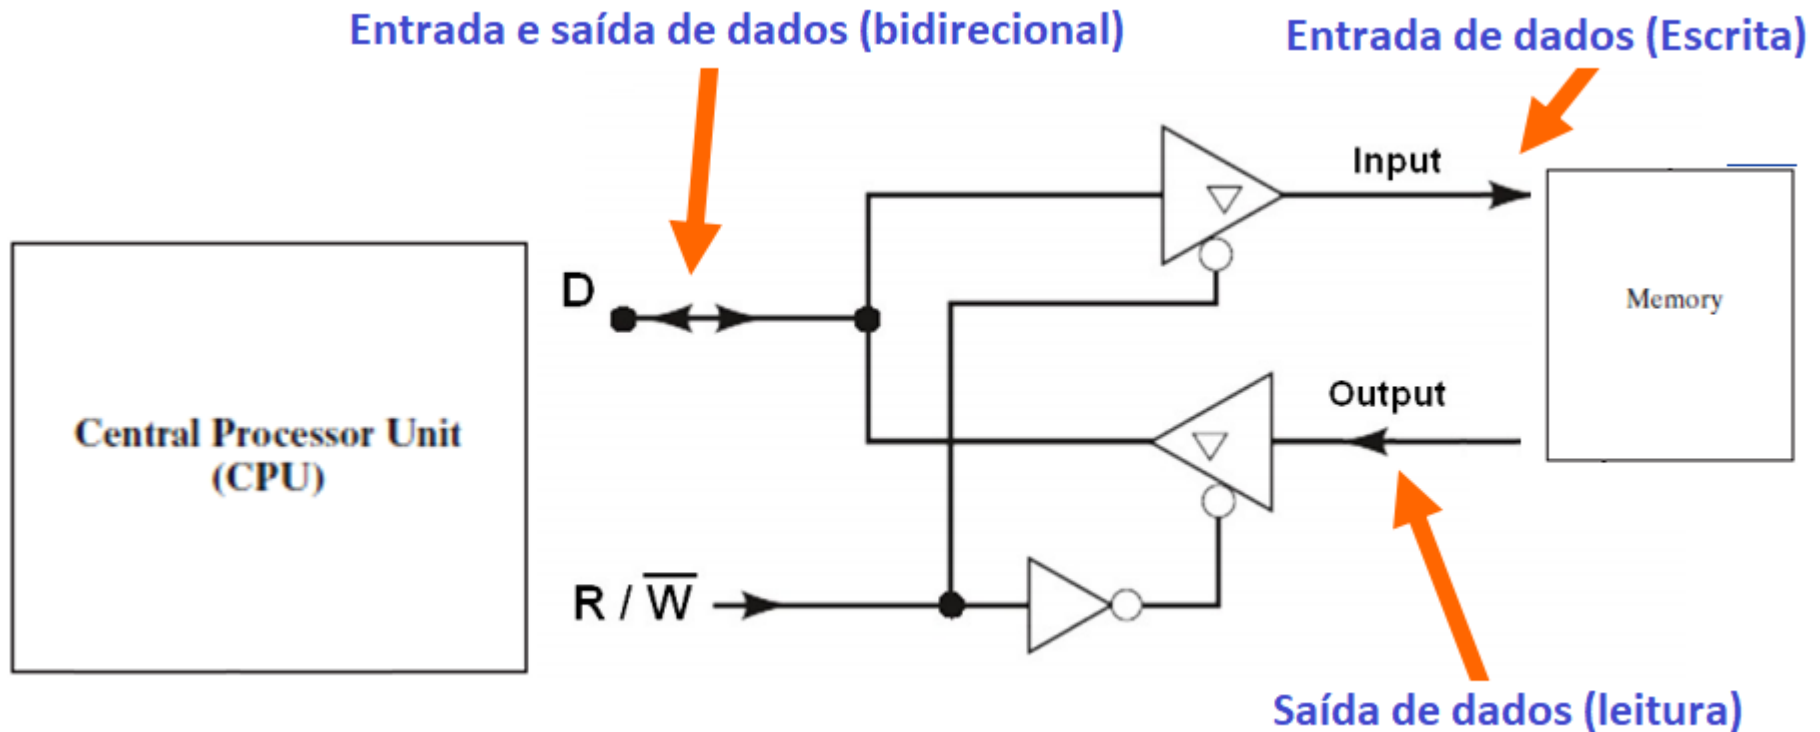 Entrada e saída de dados (bidirecional)
Entrada de dados (Escrita)
Input
D
Memory
Output
Central Processor Unit
(CPU)
R / W̅
Saída de dados (leitura)